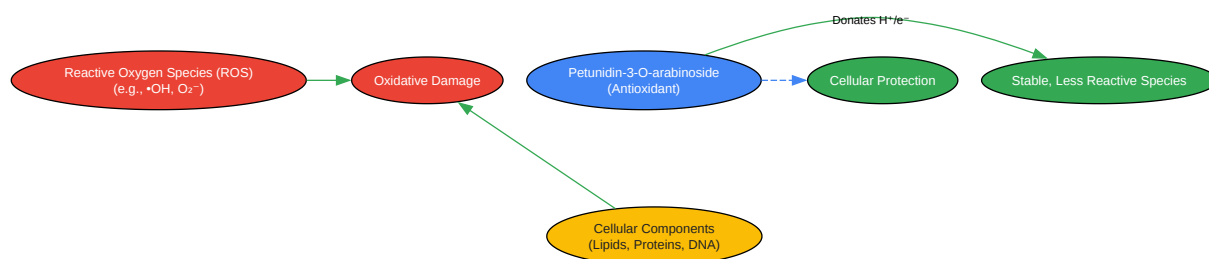 Donates H⁺/e⁻
Reactive Oxygen Species (ROS)
(e.g., •OH, O₂⁻)
Oxidative Damage
Petunidin-3-O-arabinoside
(Antioxidant)
Cellular Protection
Stable, Less Reactive Species
Cellular Components
(Lipids, Proteins, DNA)